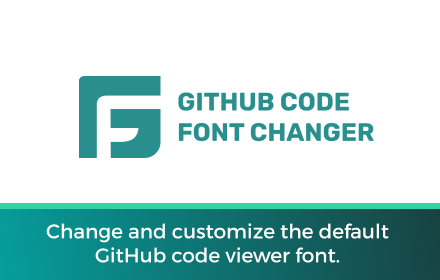 GITHUB CODE
FONT CHANGER
Change and customize the default
GitHub code viewer font.